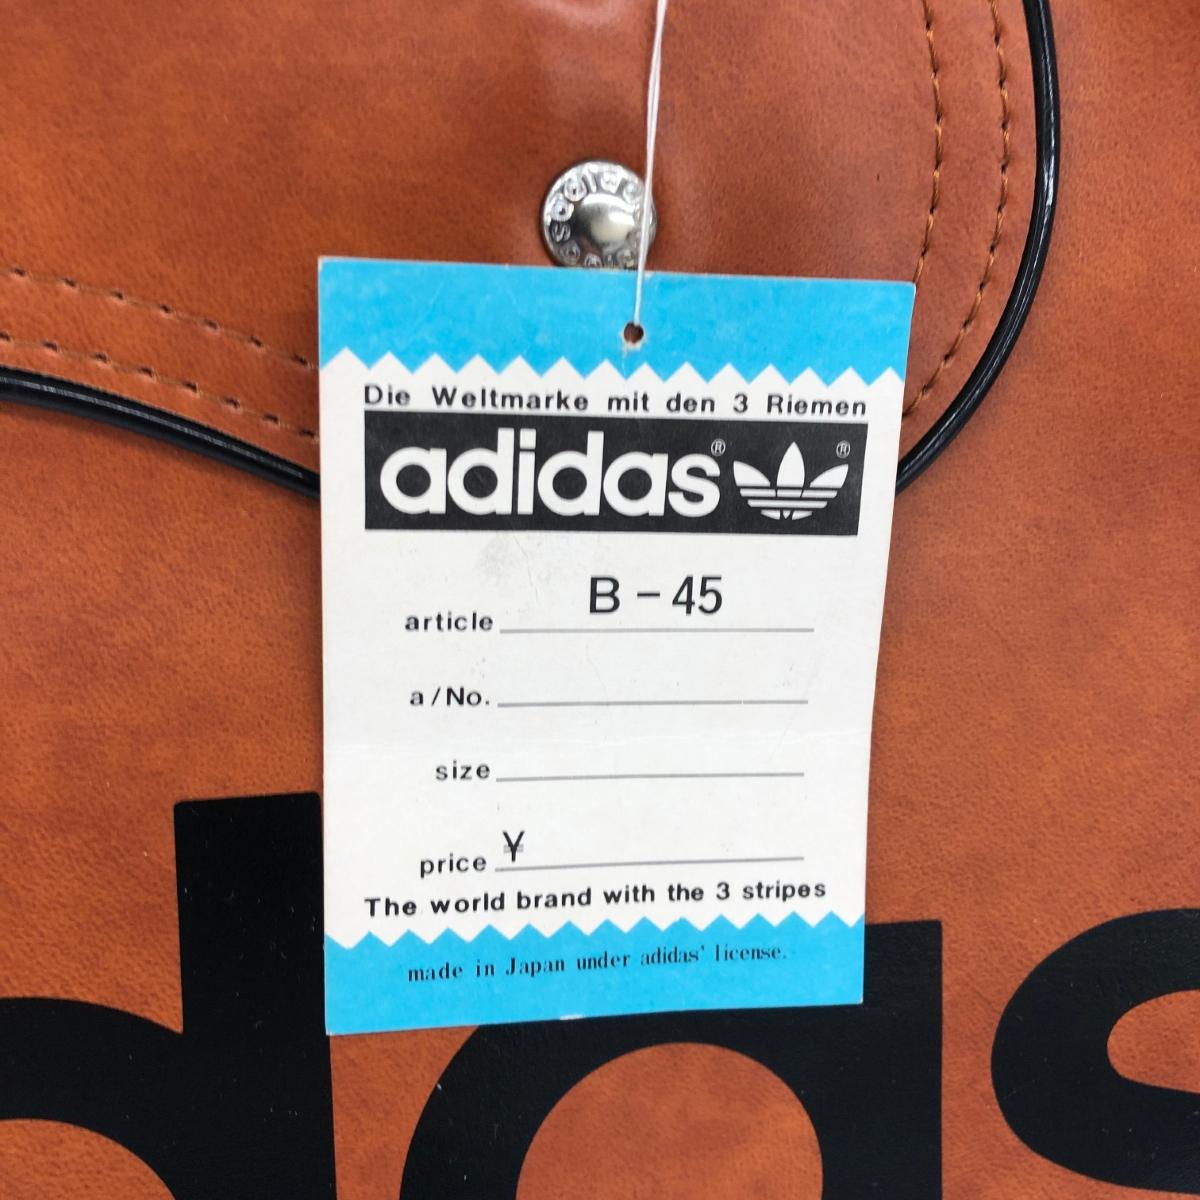 adidas
Die Weltmarke mit den 3 Riemen
adidas® ®
article B-45
a/No.
size
price ¥
The world brand with the 3 stripes
made in Japan under adidas' license.
das